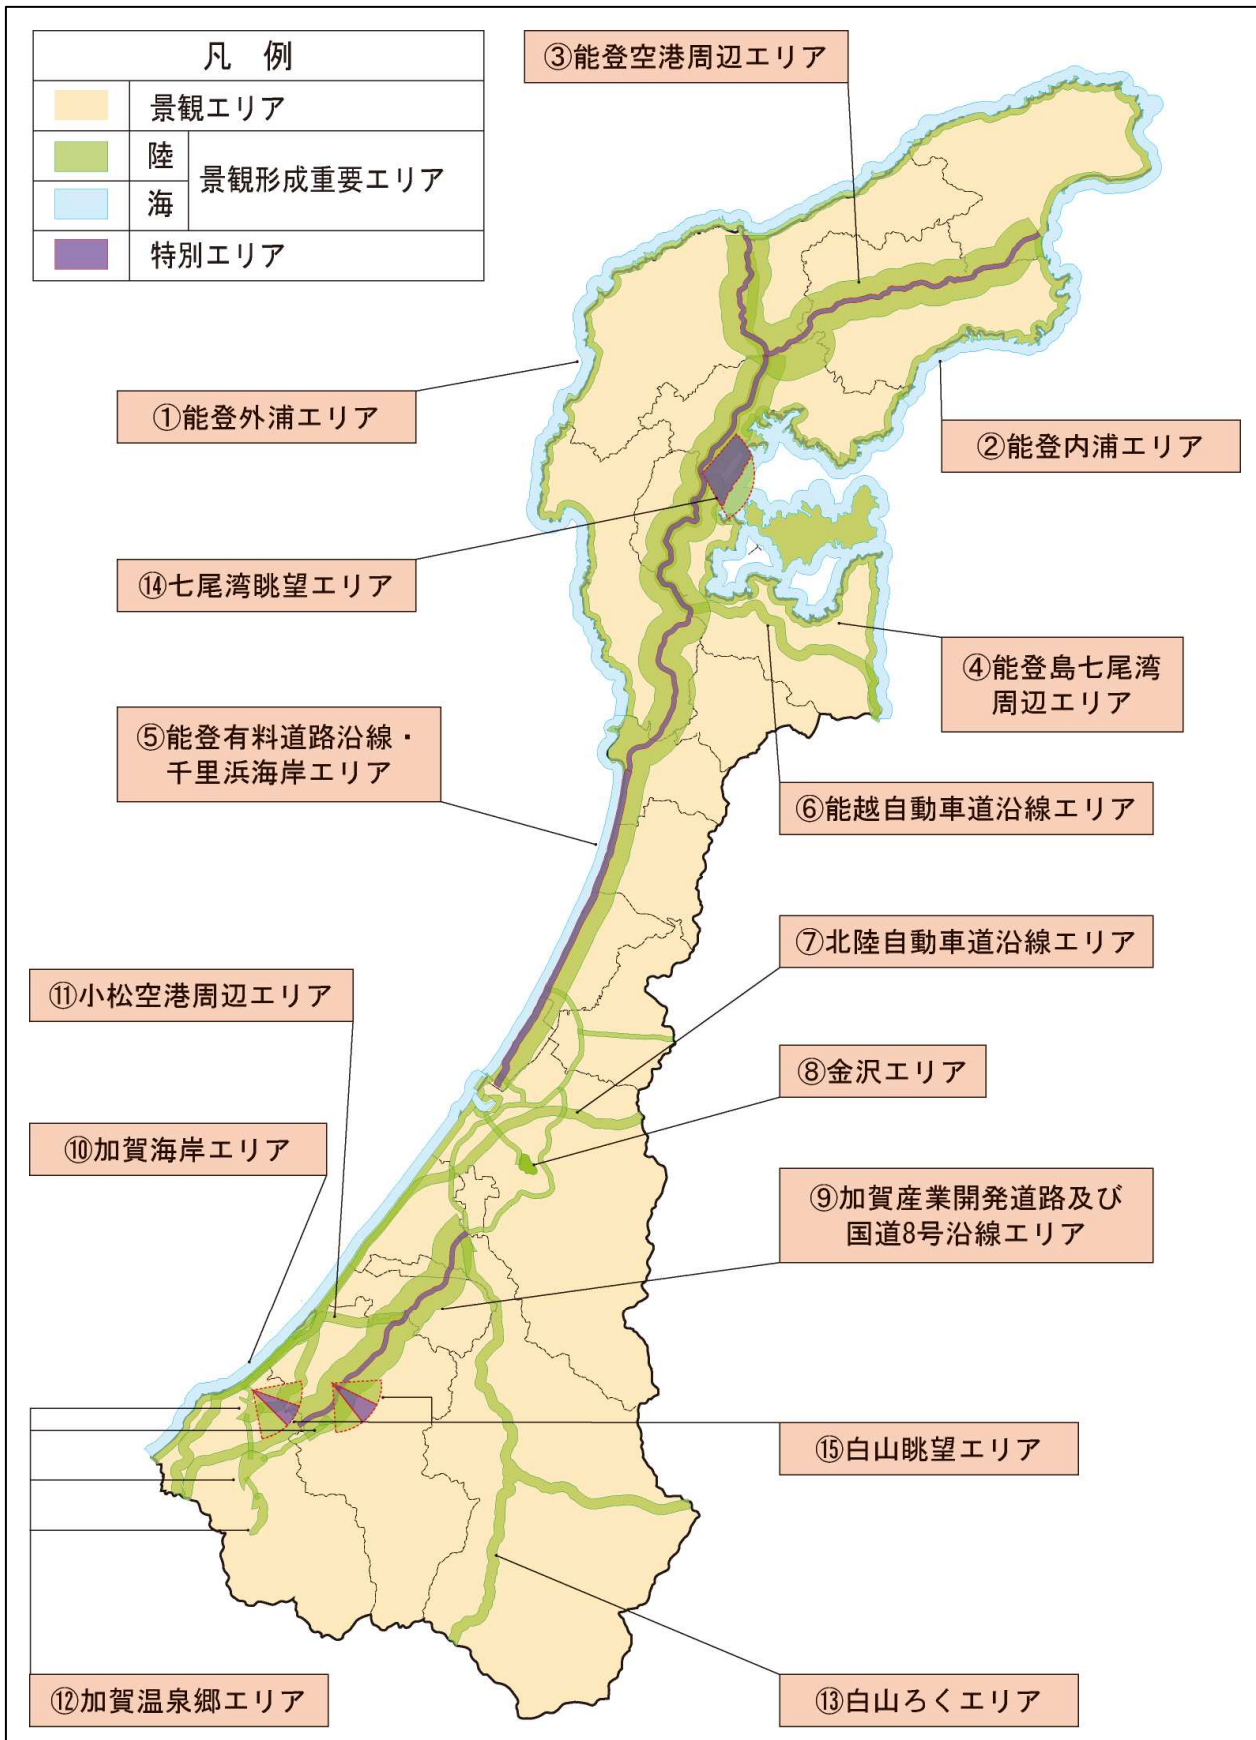 凡 例
景観エリア
陸
景観形成重要エリア
海
特別エリア
③能登空港周辺エリア
①能登外浦エリア
②能登内浦エリア
⑭七尾湾眺望エリア
④能登島七尾湾
周辺エリア
⑤能登有料道路沿線・
千里浜海岸エリア
⑥能越自動車道沿線エリア
⑦北陸自動車道沿線エリア
⑪小松空港周辺エリア
⑧金沢エリア
⑩加賀海岸エリア
⑨加賀産業開発道路及び
国道8号沿線エリア
⑮白山眺望エリア
⑫加賀温泉郷エリア
⑬白山ろくエリア